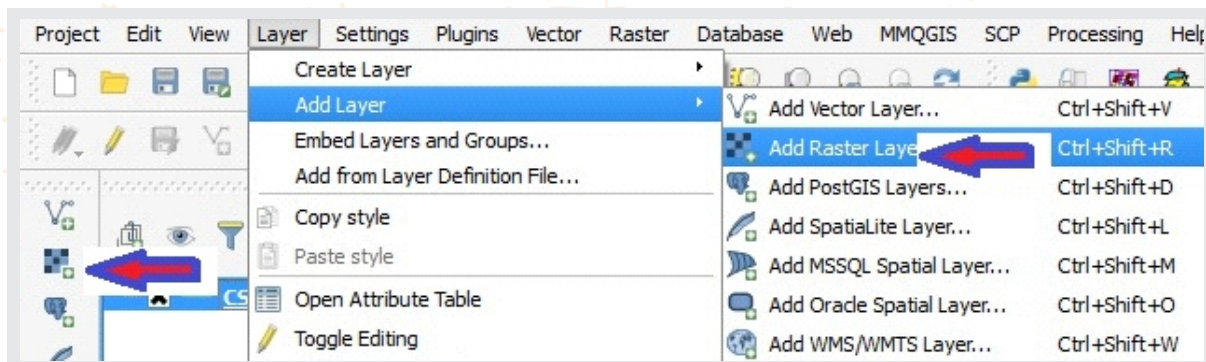 Project Edit View Layer Settings Plugins Vector Raster Database Web MMQGIS SCP Processing Help
Create Layer
Add Layer
Embed Layers and Groups...
Add from Layer Definition File...
Copy style
Paste style
Open Attribute Table
Toggle Editing
Add Vector Layer... Ctrl+Shift+V
Add Raster Laye Ctrl+Shift+R
Add PostGIS Layers... Ctrl+Shift+D
Add SpatiaLite Layer... Ctrl+Shift+L
Add MSSQL Spatial Layer... Ctrl+Shift+M
Add Oracle Spatial Layer... Ctrl+Shift+O
Add WMS/WMTS Layer... Ctrl+Shift+W
CS